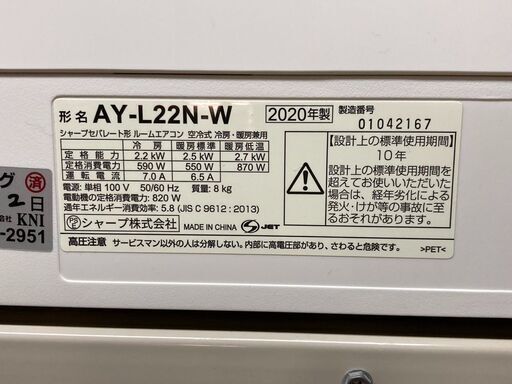 形名 AY-L22N-W 2020年製 製造番号
シャープセパレート形 ルームエアコン 空冷式 冷房・暖房兼用 01042167
冷房 暖房標準 暖房低温
定格能力 2.2 kW 2.5 kW 2.7 kW
定格消費電力 590 W 550 W 870 W
運転電流 7.0 A 6.5 A
電源:単相 100 V 50/60 Hz 質量:8 kg
電動機の定格消費電力:820 W
通年エネルギー消費効率:5.8 (JIS C 9612:2013)
シャープ株式会社 MADE IN CHINA JET
高圧注意 サービスマン以外の人は分解しない。内部に高電圧部があり、さわると危険です。
【設計上の標準使用期間】
10年
設計上の標準使用期間を
超えてお使いいただいた
場合は、経年劣化による
発火・けが等の事故に至
るおそれがあります。
>PET<
グ 済
2日
会社 KNI
-2951